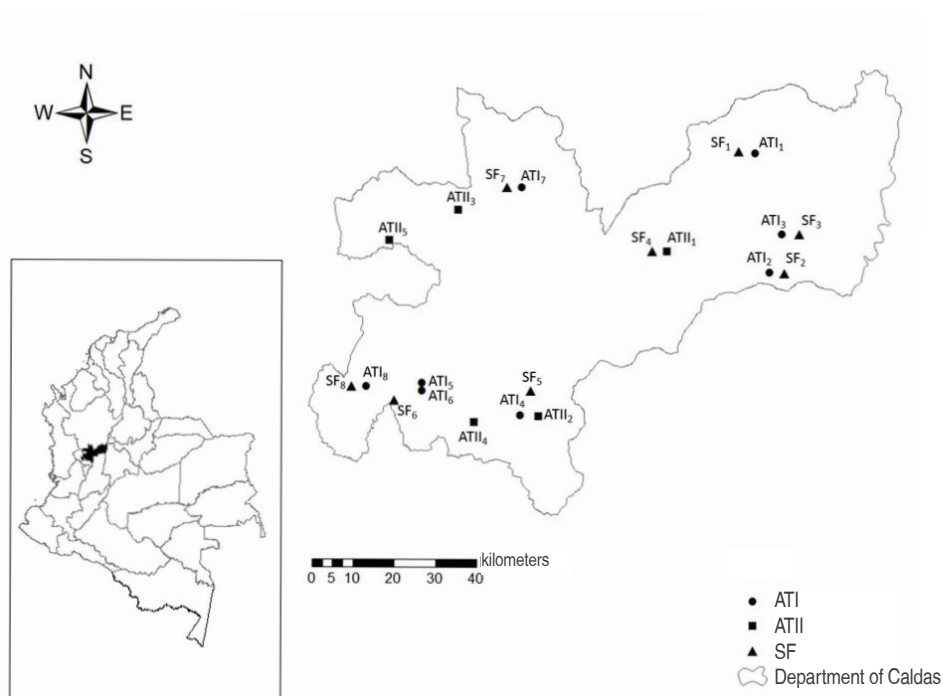 N
W E
S
SF1 ATI1
SF7 ATI7
ATII3
ATI3 SF3
ATII5
SF4 ATII1
ATI2 SF2
SF8 ATI8
ATI5
ATI6
SF6
SF5
ATI4
ATII2
ATII4
kilometers
0 5 10 20 30 40
ATI
ATII
SF
Department of Caldas